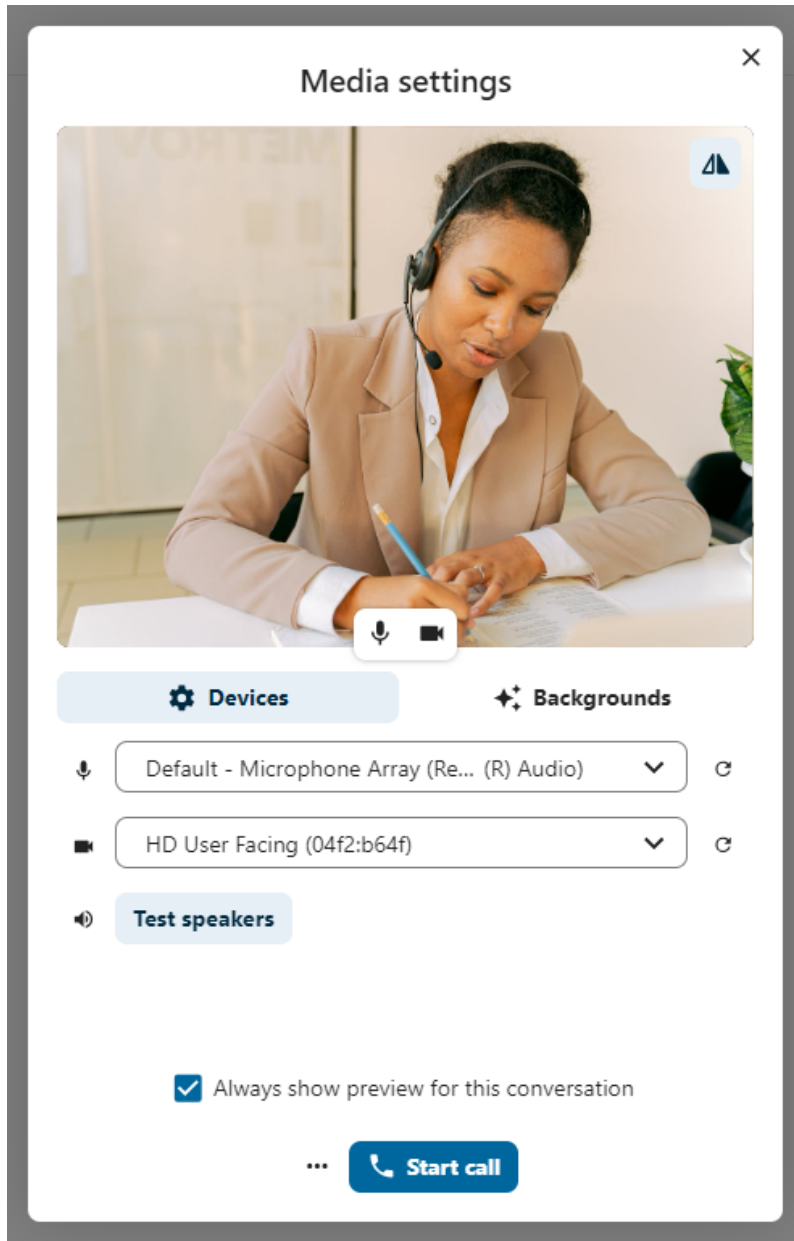 Media settings
Devices
Backgrounds
Default - Microphone Array (Re... (R) Audio)
HD User Facing (04f2:b64f)
Test speakers
Always show preview for this conversation
Start call